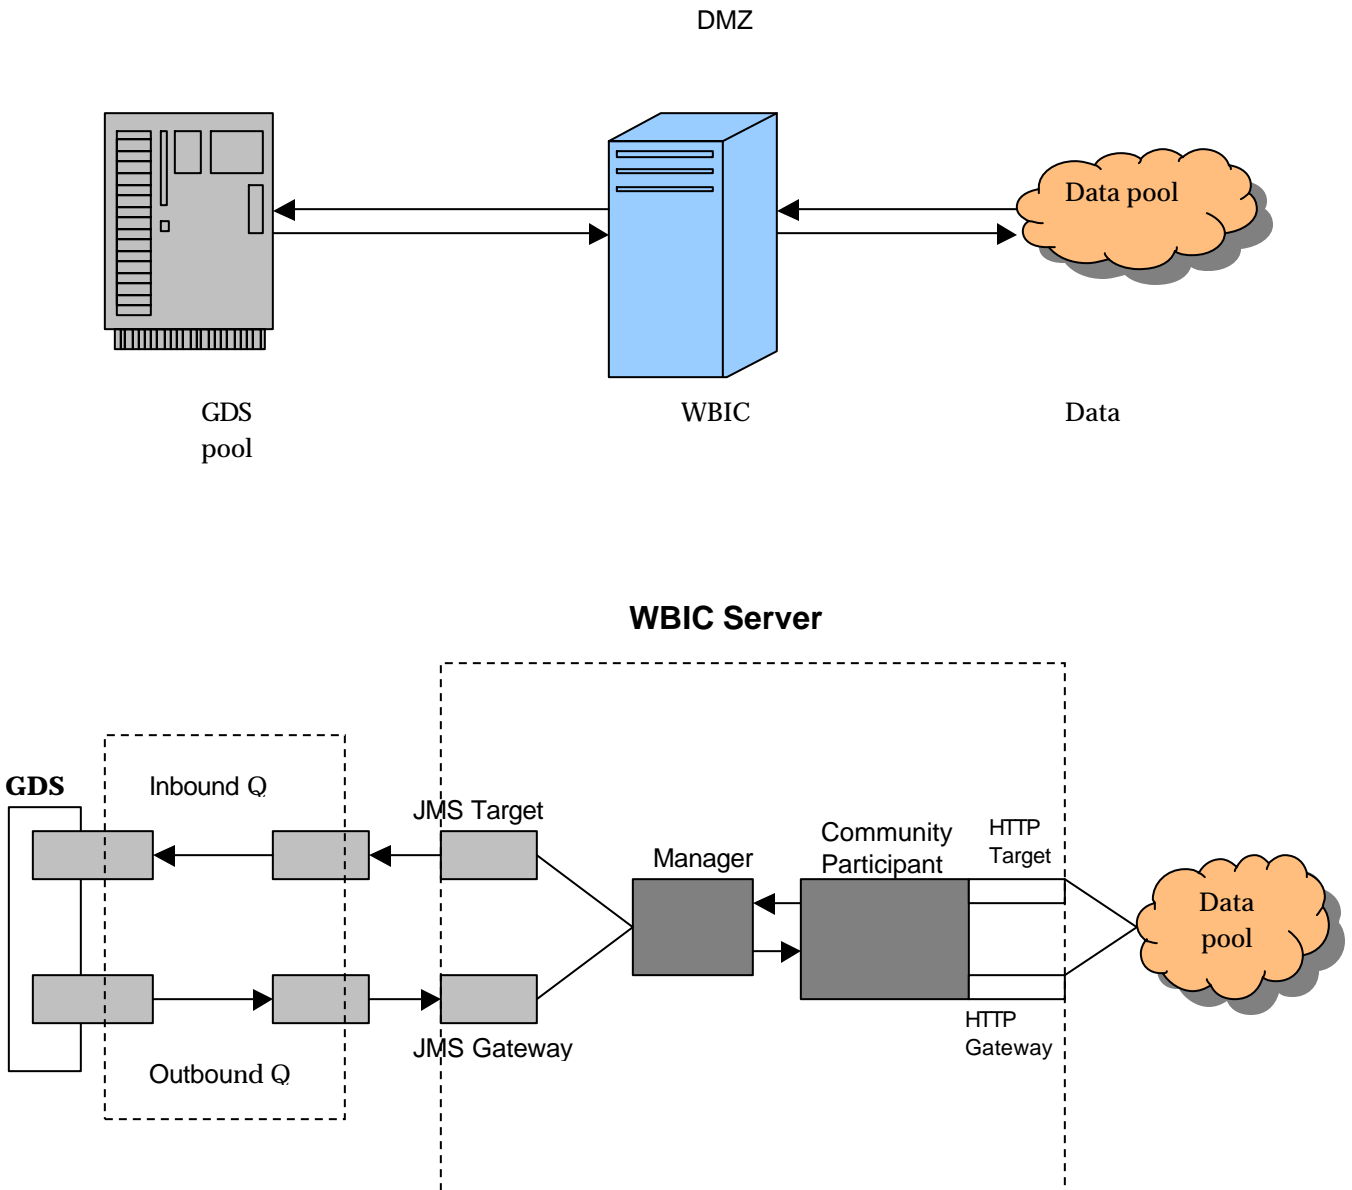 DMZ
Data pool
GDS
pool
WBIC
Data
WBIC Server
GDS
Inbound Q
JMS Target
Manager
Community
Participant
HTTP
Target
Data
pool
Outbound Q
JMS Gateway
HTTP
Gateway